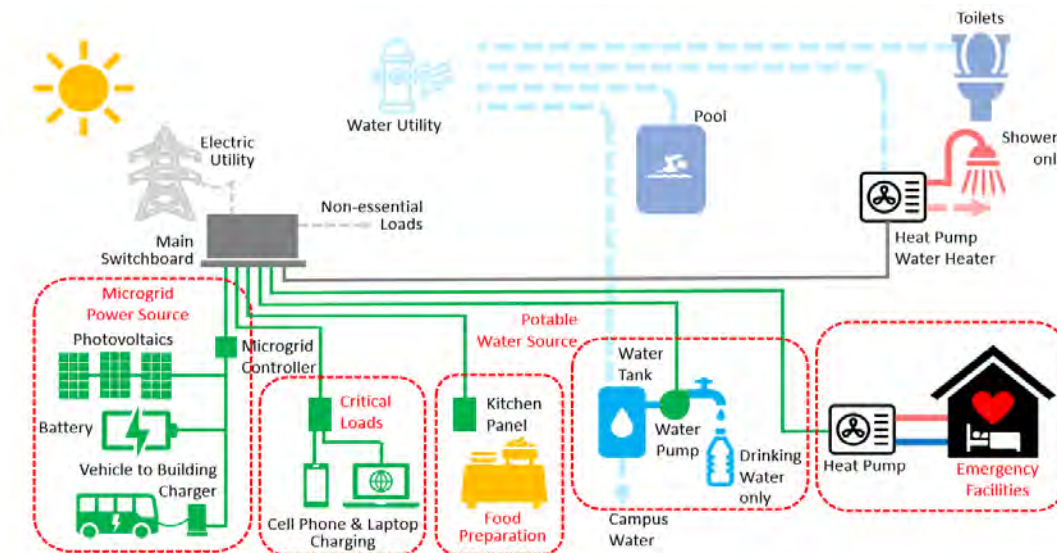 Toilets
Water Utility
Pool
Shower
only
Electric
Utility
Non-essential
Loads
Main
Switchboard
Heat Pump
Water Heater
Microgrid
Power Source
Photovoltaics
Microgrid
Controller
Battery
Vehicle to Building
Charger
Critical
Loads
Cell Phone & Laptop
Charging
Kitchen
Panel
Food
Preparation
Potable
Water Source
Water
Tank
Water
Pump
Drinking
Water
only
Campus
Water
Heat Pump
Emergency
Facilities